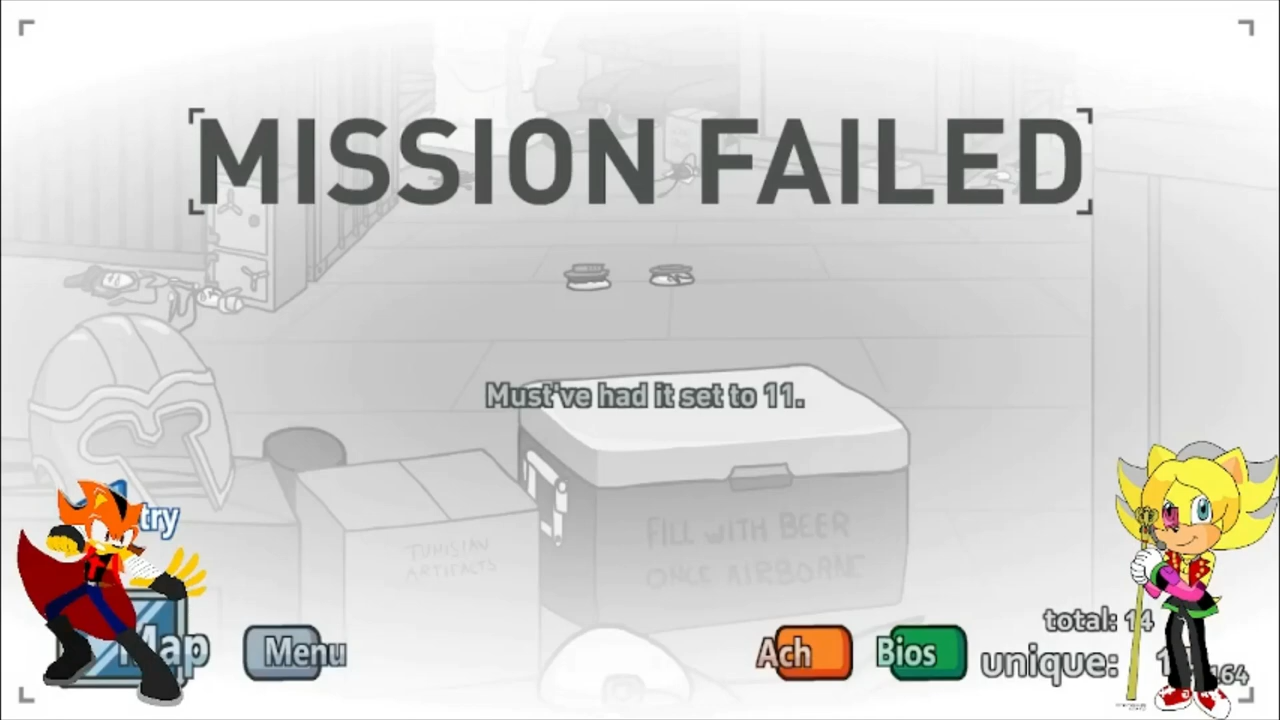 MISSION FAILED
Must've had it set to 11.
FILL WITH BEER
ONCE AIRBORNE
TUNISIAN
ARTIFACTS
try
Map
Menu
Ach
Bios
total: 14
unique:
164